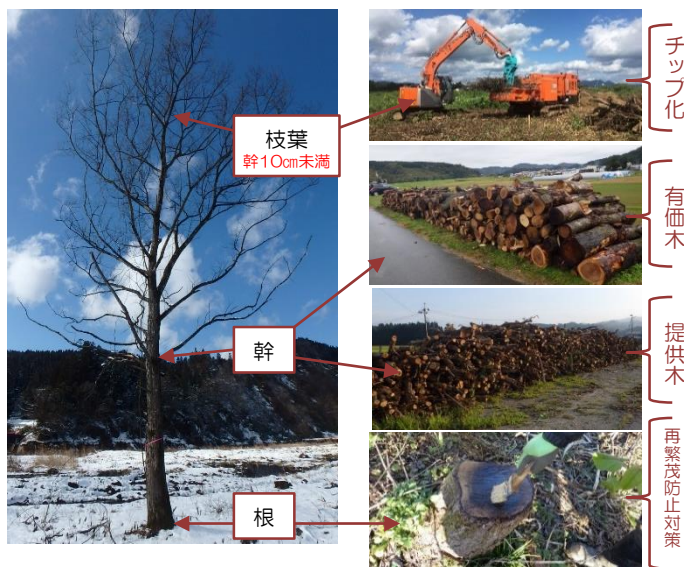 枝葉
幹10㎝未満
幹
根
チップ化
有価木
提供木
再繁茂防止対策